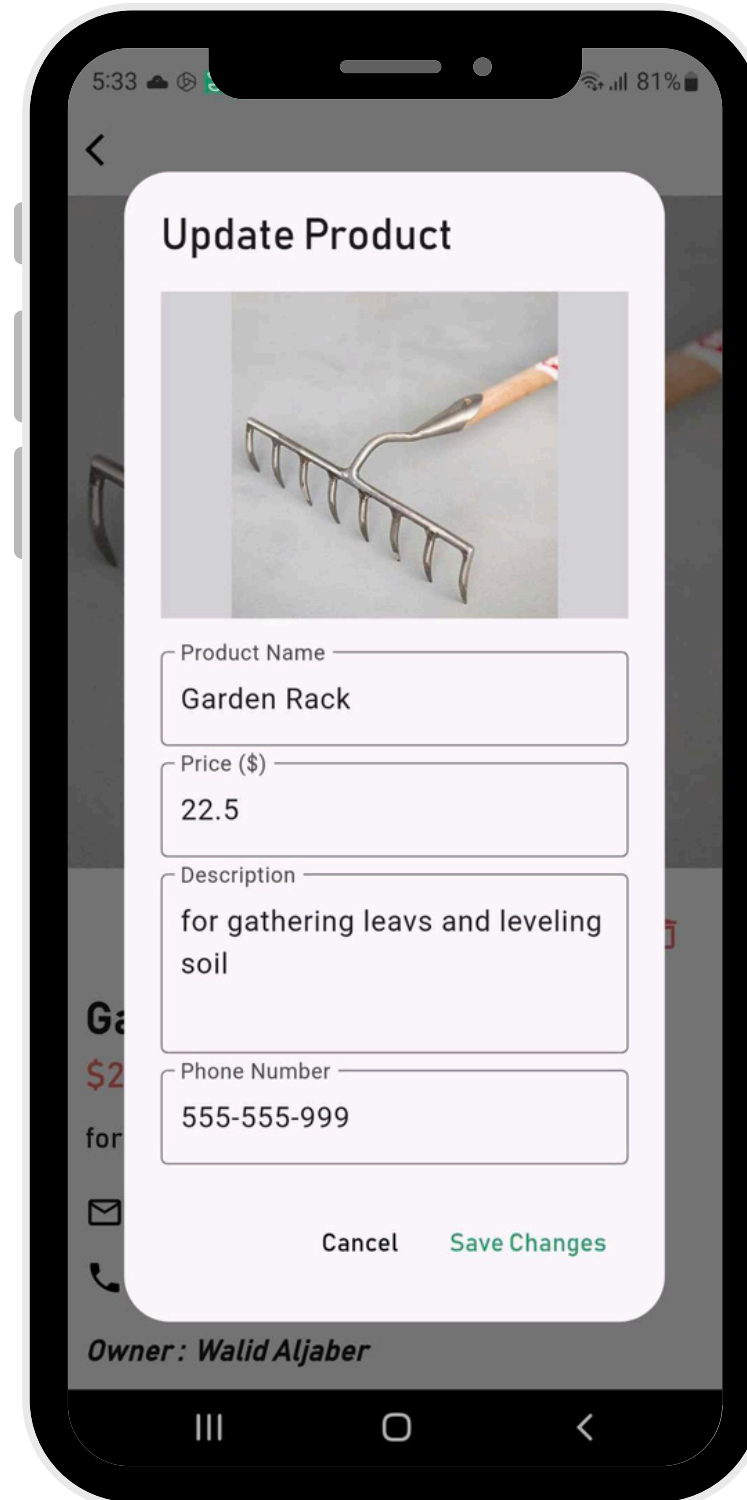 5:33
81%
Update Product
Product Name
Garden Rack
Price ($)
22.5
Description
for gathering leavs and leveling
soil
Phone Number
555-555-999
Ga
$2
for
Cancel
Save Changes
Owner : Walid Aljaber